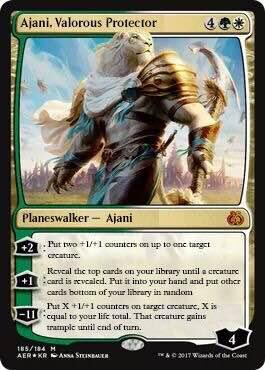 Ajani, Valorous Protector 4
Planeswalker — Ajani
+2 Put two +1/+1 counters on up to one target
creature.
+1 Reveal the top cards on your library until a creature
card is revealed. Put it into your hand and put other
cards bottom of your library in random
-11 Put X +1/+1 counters on target creature, X is
equal to your life total. That creature gains
trample until end of turn.
4
185/184 M
AER ★ KR Anna Steinbauer
™ & © 2017 Wizards of the Coast